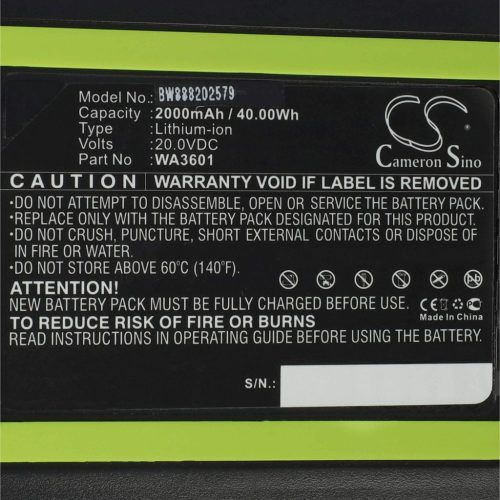 Model No.: BW888202579
Capacity: 2000mAh / 40.00Wh
Type: Lithium-ion
Volts: 20.0VDC
Part No: WA3601
CS
Cameron Sino
CAUTION WARRANTY VOID IF LABEL IS REMOVED
•DO NOT ATTEMPT TO DISASSEMBLE, OPEN OR SERVICE THE BATTERY PACK.
•REPLACE ONLY WITH THE BATTERY PACK DESIGNATED FOR THIS PRODUCT.
•DO NOT CRUSH, PUNCTURE, SHORT EXTERNAL CONTACTS OR DISPOSE OF
IN FIRE OR WATER.
•DO NOT STORE ABOVE 60°C (140°F).
ATTENTION!
NEW BATTERY PACK MUST BE FULLY CHARGED BEFORE USE.
TO REDUCE RISK OF FIRE OR BURNS
READ INSTRUCTIONS IN OPERATING GUIDE BEFORE USING THE BATTERY.
CE
Made In China
S/N.: